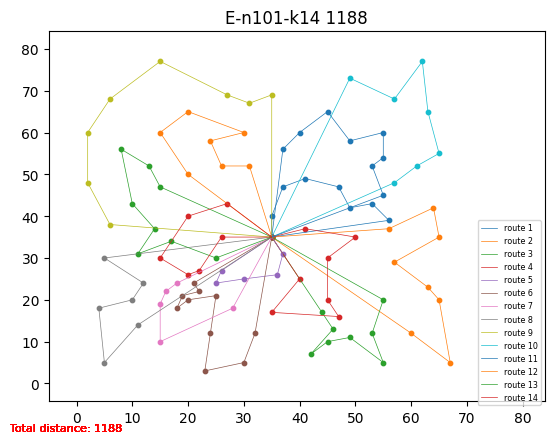 E-n101-k14 1188
80
70
60
50
40
30
20
10
0
0 10 20 30 40 50 60 70 80
route 1
route 2
route 3
route 4
route 5
route 6
route 7
route 8
route 9
route 10
route 11
route 12
route 13
route 14
Total distance: 1188